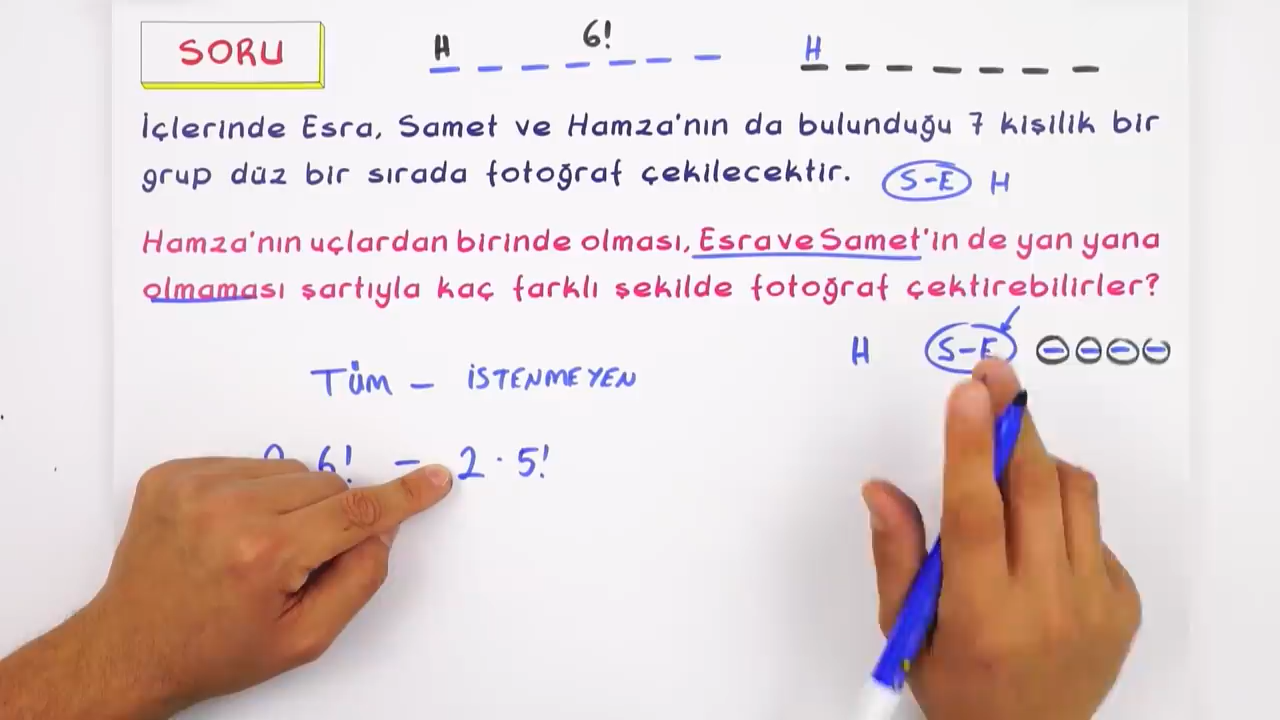 SORU
H 6!
H
İçlerinde Esra, Samet ve Hamza'nın da bulunduğu 7 kişilik bir
grup düz bir sırada fotoğraf çekilecektir. S-E H
Hamza'nın uçlardan birinde olması, Esra ve Samet'in de yan yana
olmaması şartıyla kaç farklı şekilde fotoğraf çektirebilirler?
H S-E
TÜM - İSTENMEYEN
6! - 2 · 5!